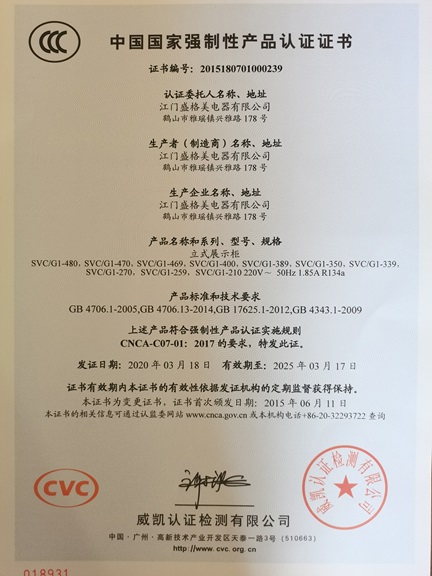 中国国家强制性产品认证证书
证书编号：2015180701000239
认证委托人名称、地址
江门盛格美电器有限公司
鹤山市雅瑶镇兴雅路 178 号
生产者（制造商）名称、地址
江门盛格美电器有限公司
鹤山市雅瑶镇兴雅路 178 号
生产企业名称、地址
江门盛格美电器有限公司
鹤山市雅瑶镇兴雅路 178 号
产品名称和系列、型号、规格
立式展示柜
SVC/G1-480，SVC/G1-470，SVC/G1-469，SVC/G1-400，SVC/G1-389，SVC/G1-350，SVC/G1-339，
SVC/G1-270，SVC/G1-259，SVC/G1-210 220V～ 50Hz 1.85A R134a
产品标准和技术要求
GB 4706.1-2005,GB 4706.13-2014,GB 17625.1-2012,GB 4343.1-2009
上述产品符合强制性产品认证实施规则
CNCA-C07-01：2017 的要求，特发此证。
发证日期：2020 年 03 月 18 日 有效期至：2025 年 03 月 17 日
证书有效期内本证书的有效性依据发证机构的定期监督获得保持。
本证书为变更证书，证书首次颁发日期：2015 年 06 月 11 日
本证书的相关信息可通过认监委网站 www.cnca.gov.cn 或本机构电话+86-20-32293722 查询
CVC
威凯认证检测有限公司
威凯认证检测有限公司
中国·广州·高新技术产业开发区天泰一路3号（510663）
http://www.cvc.org.cn
018931